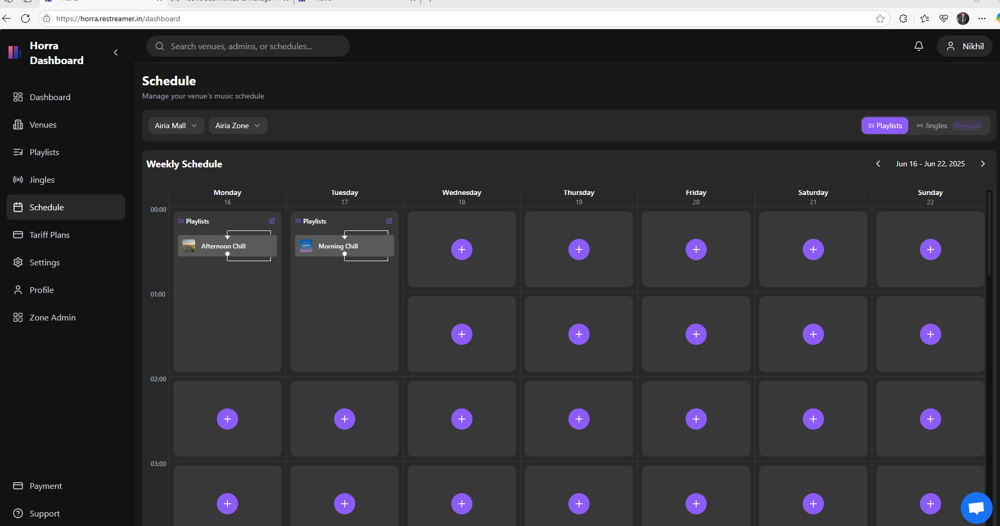 https://horra.restreamer.in/dashboard
Horra
Dashboard
Search venues, admins, or schedules...
Nikhil
Dashboard
Venues
Playlists
Jingles
Schedule
Tariff Plans
Settings
Profile
Zone Admin
Payment
Support
Schedule
Manage your venue's music schedule
Airia Mall
Airia Zone
Playlists
Jingles
Premium
Weekly Schedule
Jun 16 - Jun 22, 2025
Monday Tuesday Wednesday Thursday Friday Saturday Sunday
16 17 18 19 20 21 22
00:00
Playlists
Playlists
Afternoon Chill
Morning Chill
01:00
02:00
03:00